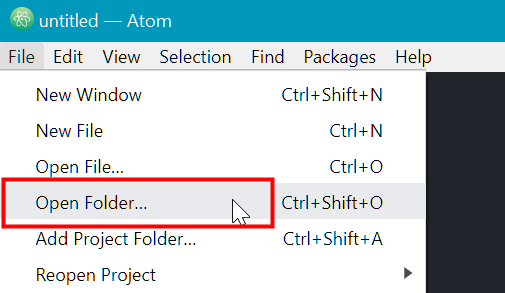 untitled — Atom
File Edit View Selection Find Packages Help
New Window Ctrl+Shift+N
New File Ctrl+N
Open File... Ctrl+O
Open Folder... Ctrl+Shift+O
Add Project Folder... Ctrl+Shift+A
Reopen Project